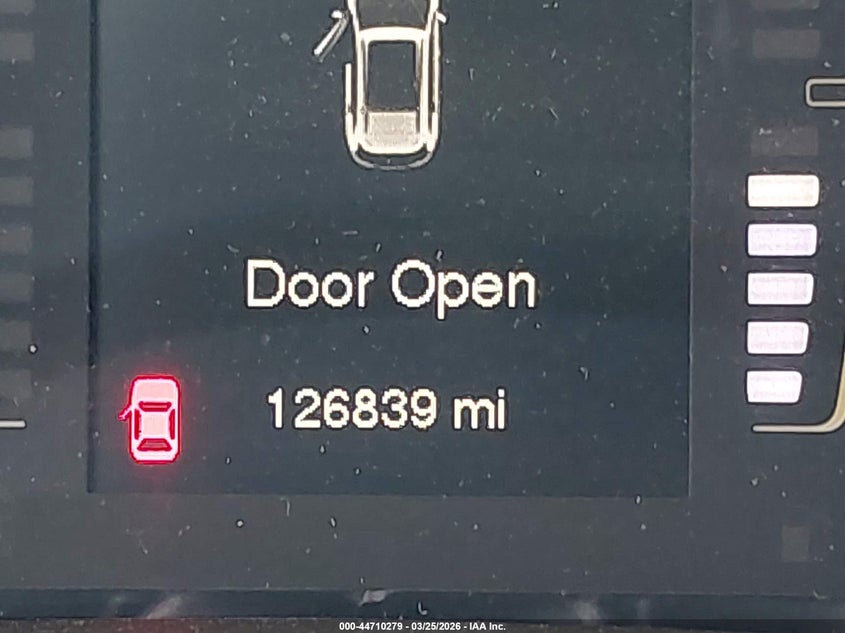 Door Open
126839 mi
000-44710279 - 03/25/2026 - IAA Inc.